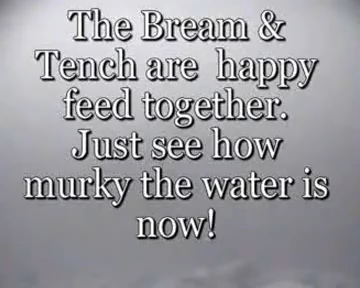 The Bream &
Tench are happy
feed together.
Just see how
murky the water is
now!